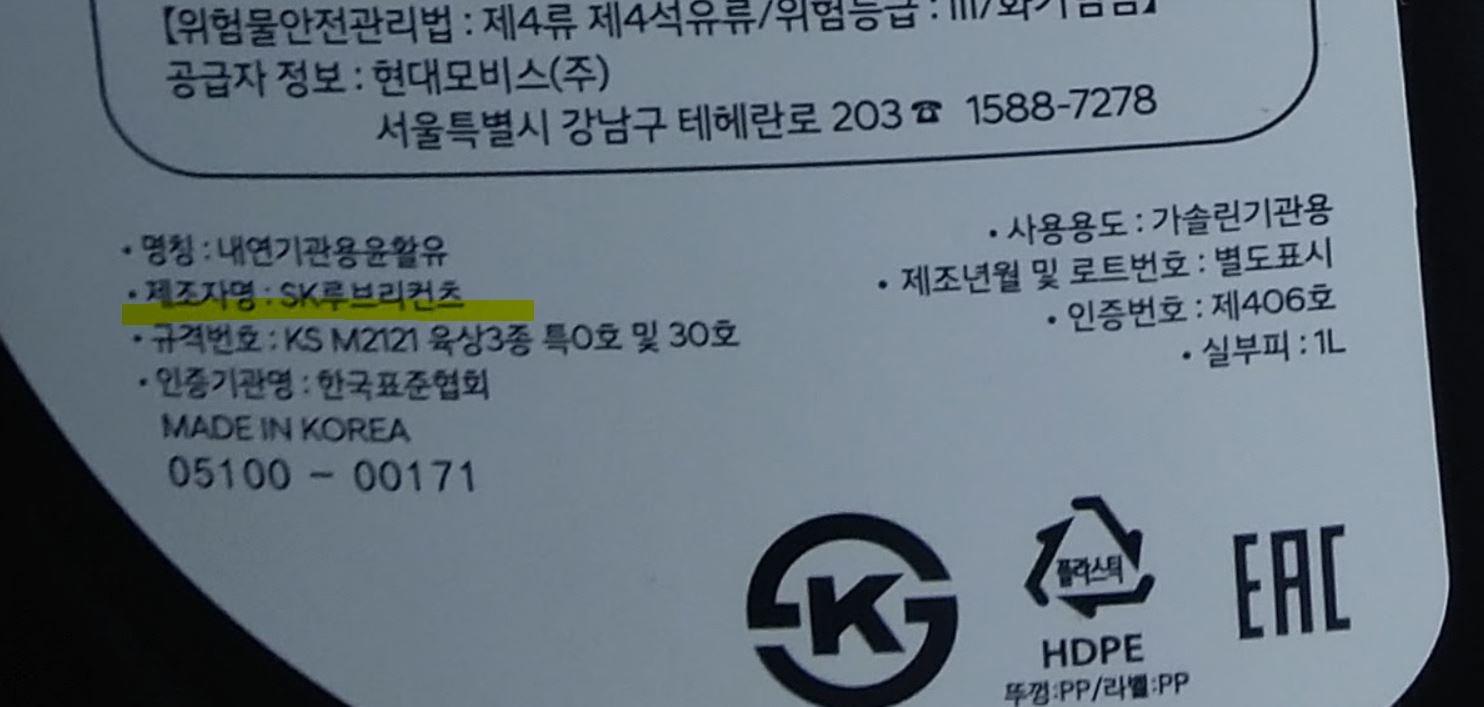 【위험물안전관리법 : 제4류 제4석유류/위험등급 : III/화기엄금】
공급자 정보 : 현대모비스(주)
서울특별시 강남구 테헤란로 203 ☎ 1588-7278
• 명칭 : 내연기관용윤활유
• 제조자명 : SK루브리컨츠
• 규격번호 : KS M2121 육상3종 특0호 및 30호
• 인증기관명 : 한국표준협회
MADE IN KOREA
05100 - 00171
• 사용용도 : 가솔린기관용
• 제조년월 및 로트번호 : 별도표시
• 인증번호 : 제406호
• 실부피 : 1L
K
플라스틱
HDPE
뚜껑:PP/라벨:PP
EAC